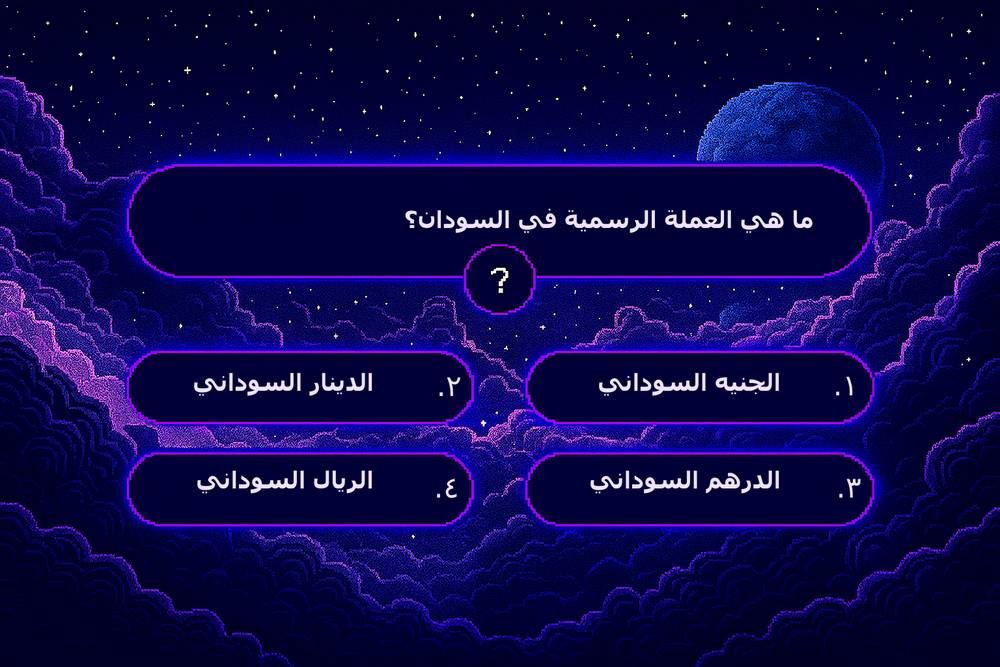 ما هي العملة الرسمية في السودان؟
?
١. الجنيه السوداني
٢. الدينار السوداني
٣. الدرهم السوداني
٤. الريال السوداني